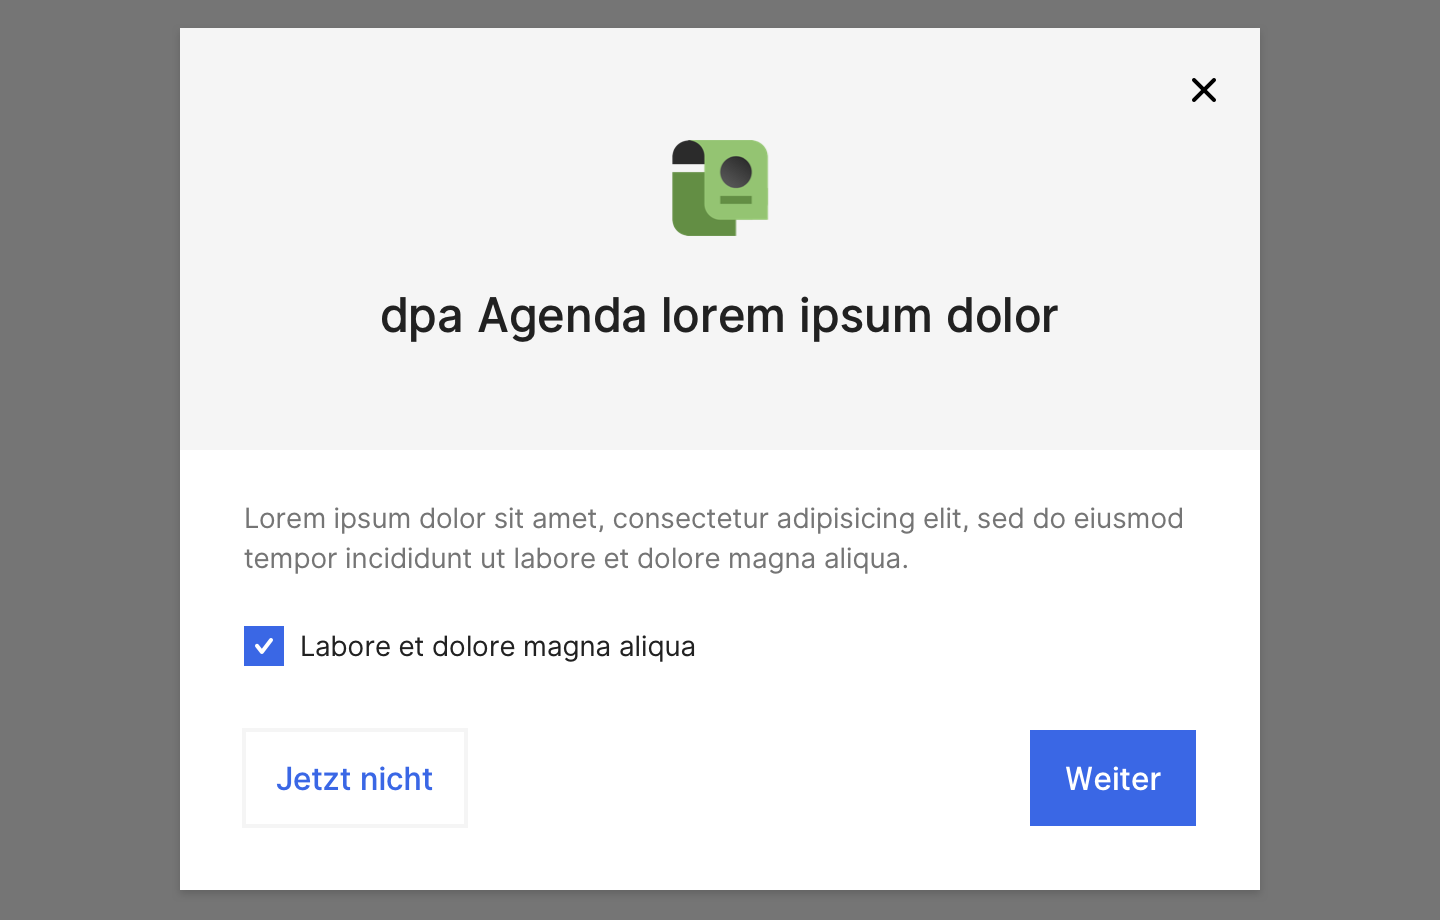 dpa Agenda lorem ipsum dolor
Lorem ipsum dolor sit amet, consectetur adipisicing elit, sed do eiusmod
tempor incididunt ut labore et dolore magna aliqua.
Labore et dolore magna aliqua
Jetzt nicht
Weiter